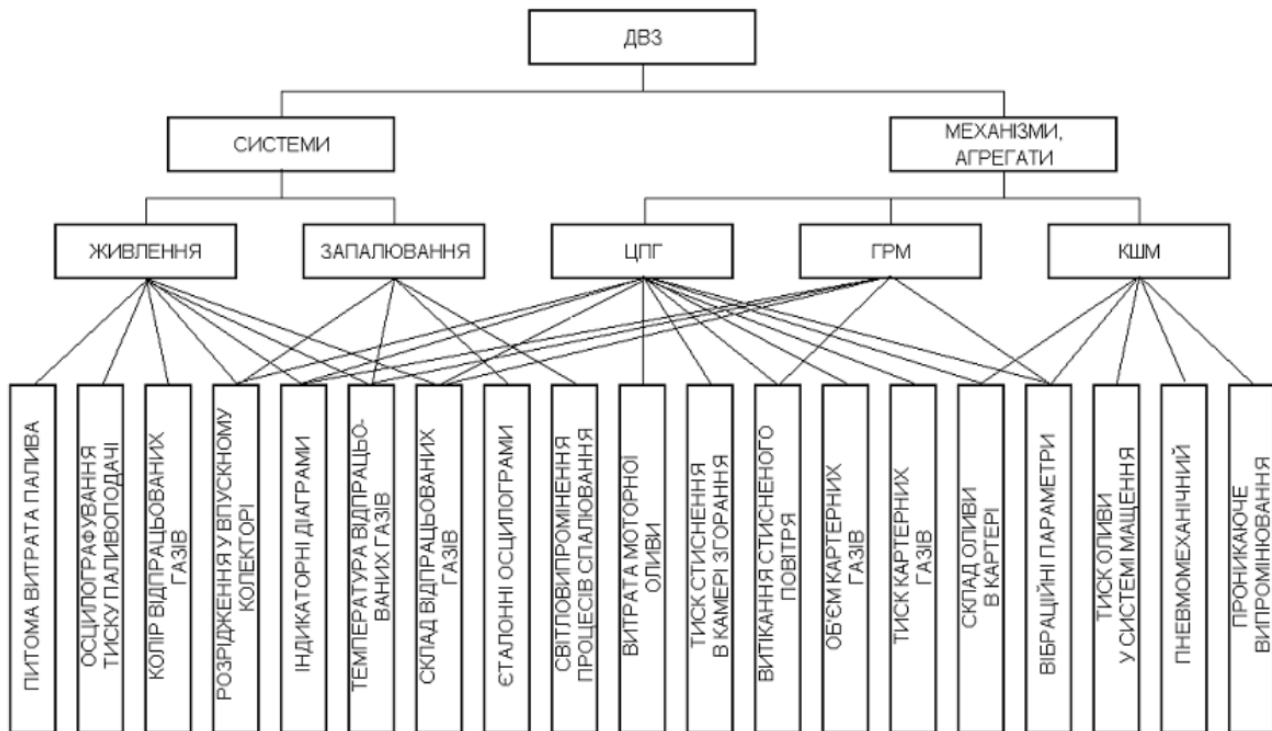 ДВЗ
СИСТЕМИ
МЕХАНІЗМИ,
АГРЕГАТИ
ЖИВЛЕННЯ
ЗАПАЛЮВАННЯ
ЦПГ
ГРМ
КШМ
ПИТОМА ВИТРАТА ПАЛИВА
ОСЦИЛОГРАФУВАННЯ
ТИСКУ ПАЛИВОПОДАЧІ
КОЛІР ВІДПРАЦЬОВАНИХ
ГАЗІВ
РОЗРІДЖЕННЯ У ВПУСКНОМУ
КОЛЕКТОРІ
ІНДИКАТОРНІ ДІАГРАМИ
ТЕМПЕРАТУРА ВІДПРАЦЬО-
ВАНИХ ГАЗІВ
СКЛАД ВІДПРАЦЬОВАНИХ
ГАЗІВ
ЄТАЛОННІ ОСЦИЛОГРАМИ
СВІТЛОВИПРОМІНЕННЯ
ПРОЦЕСІВ СПАЛЮВАННЯ
ВИТРАТА МОТОРНОЇ
ОЛИВИ
ТИСК СТИСНЕННЯ
В КАМЕРІ ЗГОРАННЯ
ВИТІКАННЯ СТИСНЕНОГО
ПОВІТРЯ
ОБ'ЄМ КАРТЕРНИХ
ГАЗІВ
ТИСК КАРТЕРНИХ
ГАЗІВ
СКЛАД ОЛИВИ
В КАРТЕРІ
ВІБРАЦІЙНІ ПАРАМЕТРИ
ТИСК ОЛИВИ
У СИСТЕМІ МАЩЕННЯ
ПНЕВМОМЕХАНІЧНИЙ
ПРОНИКАЮЧЕ
ВИПРОМІНЮВАННЯ